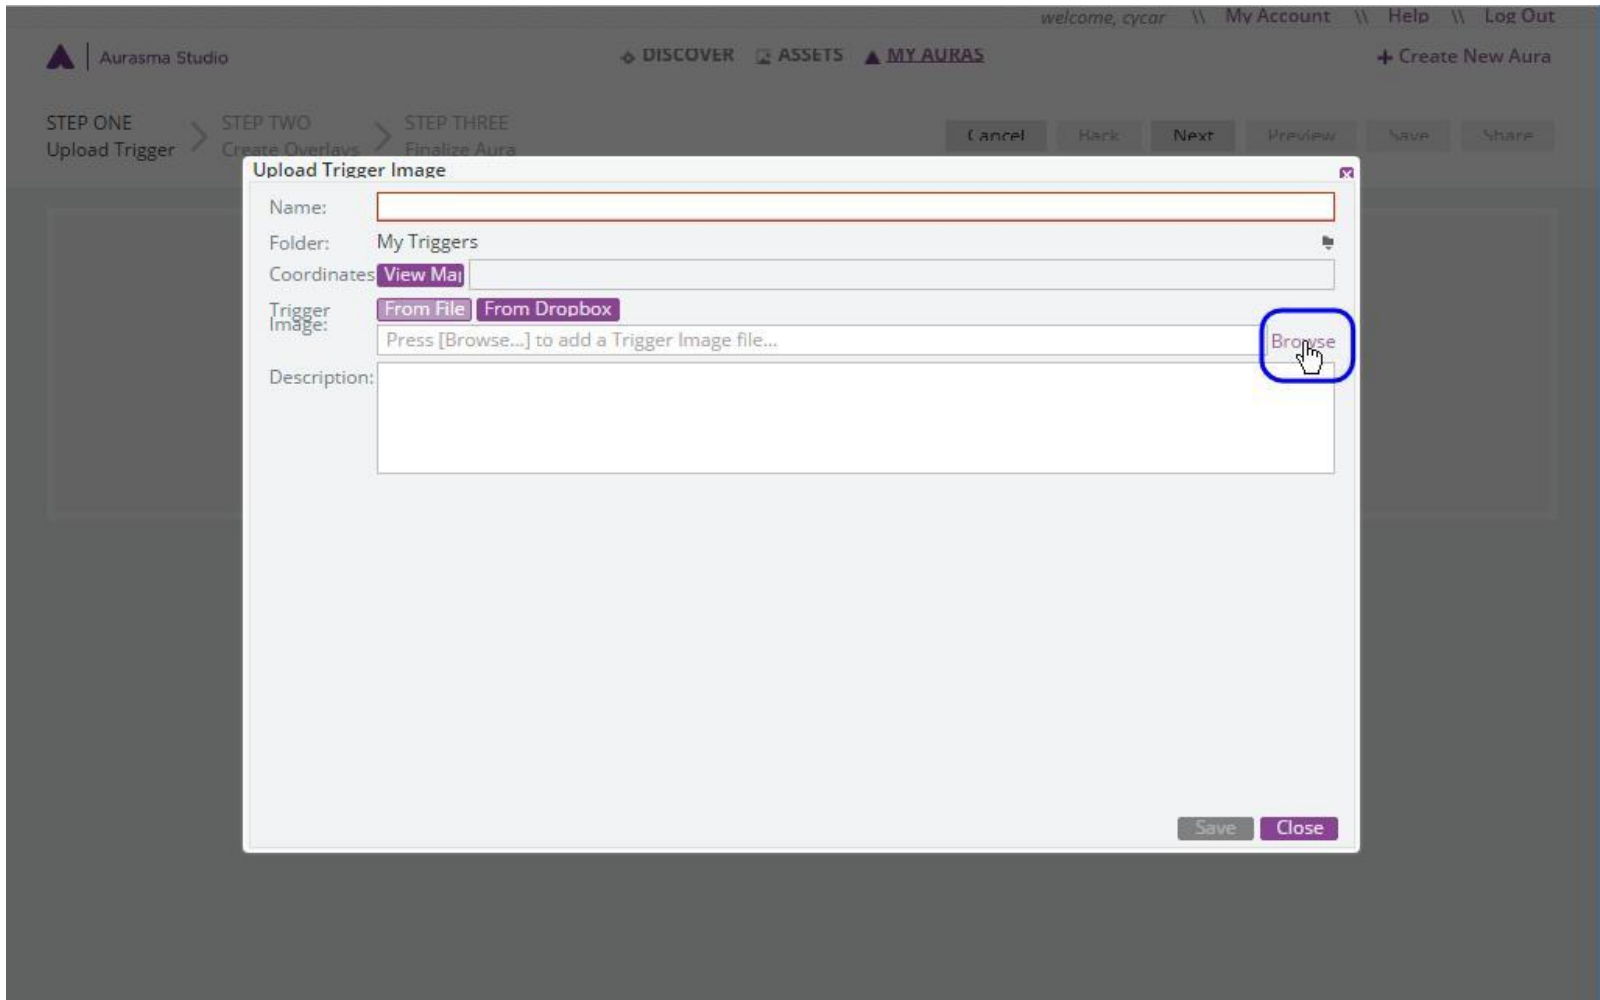 welcome, cycar \\ My Account \\ Help \\ Log Out
Aurasma Studio
DISCOVER ASSETS MY AURAS
+ Create New Aura
STEP ONE
Upload Trigger
STEP TWO
Create Overlays
STEP THREE
Finalize Aura
Cancel Back Next Preview Save Share
Upload Trigger Image
Name:
Folder: My Triggers
Coordinates View Map
Trigger Image: From File From Dropbox
Press [Browse...] to add a Trigger Image file... Browse
Description:
Save Close